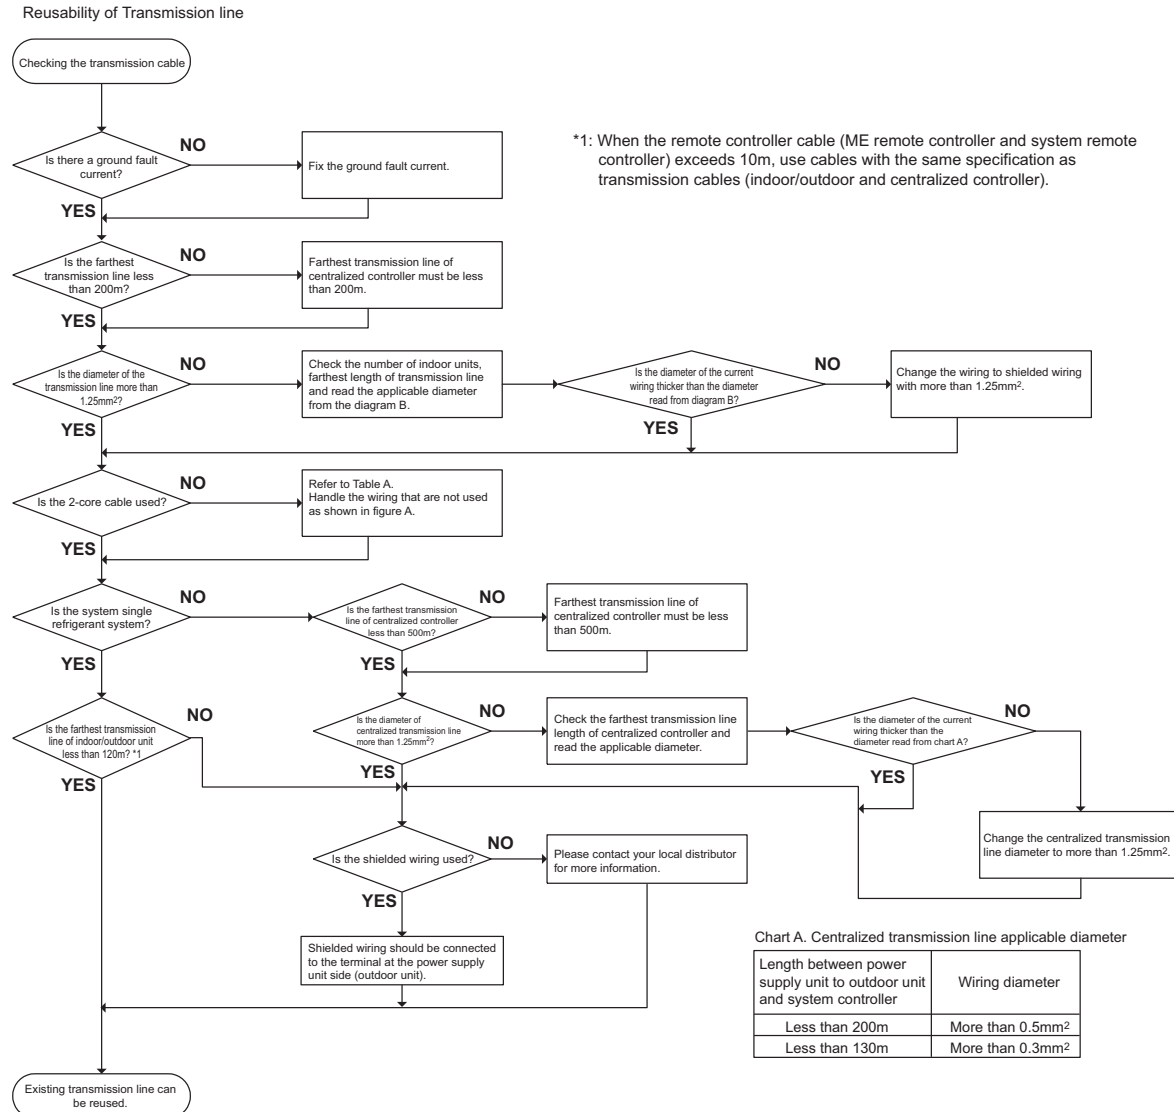 Reusability of Transmission line
Checking the transmission cable
*1: When the remote controller cable (ME remote controller and system remote
controller) exceeds 10m, use cables with the same specification as
transmission cables (indoor/outdoor and centralized controller).
Is there a ground fault
current?
NO
YES
Fix the ground fault current.
Is the farthest
transmission line less
than 200m?
NO
YES
Farthest transmission line of
centralized controller must be less
than 200m.
Is the diameter of the
transmission line more than
1.25mm²?
NO
YES
Check the number of indoor units,
farthest length of transmission line
and read the applicable diameter
from the diagram B.
Is the diameter of the current
wiring thicker than the diameter
read from diagram B?
NO
YES
Change the wiring to shielded wiring
with more than 1.25mm².
Is the 2-core cable used?
NO
YES
Refer to Table A.
Handle the wiring that are not used
as shown in figure A.
Is the system single
refrigerant system?
NO
YES
Is the farthest transmission
line of centralized controller
less than 500m?
NO
YES
Farthest transmission line of
centralized controller must be less
than 500m.
Is the farthest transmission
line of indoor/outdoor unit
less than 120m? *1
NO
YES
Is the diameter of
centralized transmission line
more than 1.25mm²?
NO
YES
Check the farthest transmission line
length of centralized controller and
read the applicable diameter.
Is the diameter of the current
wiring thicker than the
diameter read from chart A?
NO
YES
Change the centralized transmission
line diameter to more than 1.25mm².
Is the shielded wiring used?
NO
YES
Please contact your local distributor
for more information.
Shielded wiring should be connected
to the terminal at the power supply
unit side (outdoor unit).
Chart A. Centralized transmission line applicable diameter
Length between power
supply unit to outdoor unit
and system controller
Wiring diameter
Less than 200m More than 0.5mm²
Less than 130m More than 0.3mm²
Existing transmission line can
be reused.